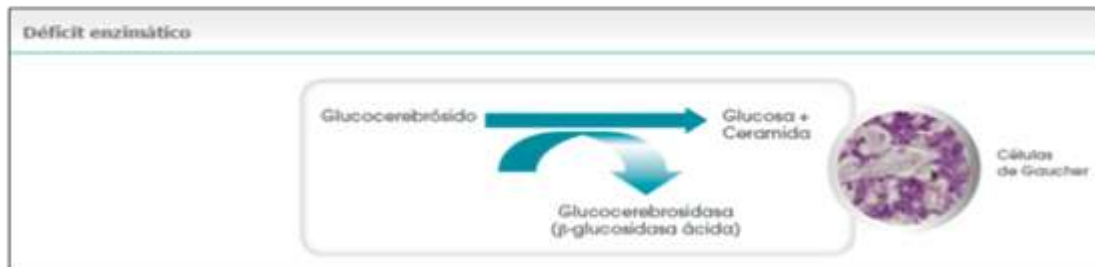 Déficit enzimático
Glucocerebrósido
Glucosa +
Ceramida
Células
de Gaucher
Glucocerebrosidasa
(β-glucosidasa ácida)